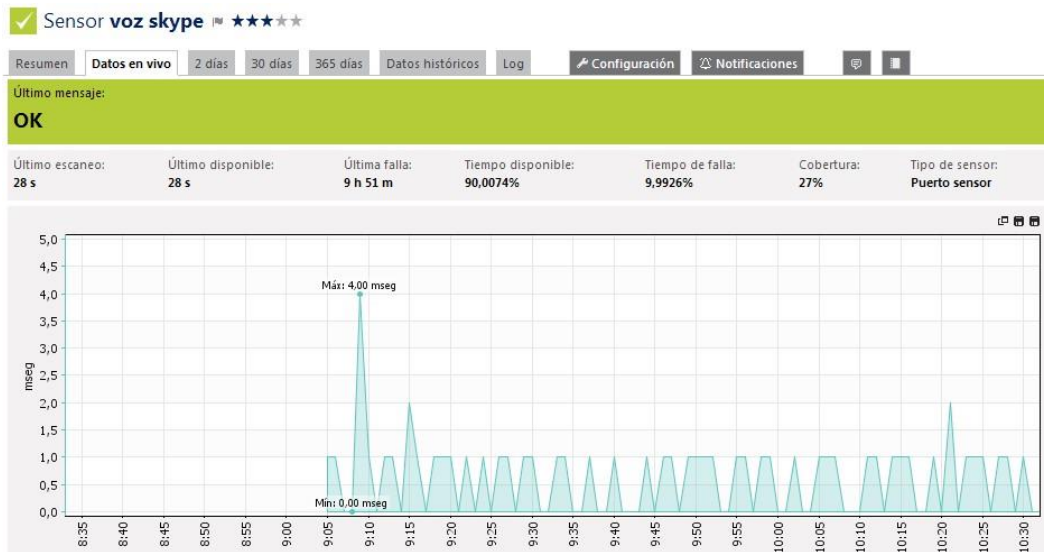 Sensor voz skype
Resumen Datos en vivo 2 días 30 días 365 días Datos históricos Log Configuración Notificaciones
Último mensaje:
OK
Último escaneo: Último disponible: Última falla: Tiempo disponible: Tiempo de falla: Cobertura: Tipo de sensor:
28 s 28 s 9 h 51 m 90,0074% 9,9926% 27% Puerto sensor
5,0
4,5
Máx: 4,00 mseg
4,0
3,5
3,0
mseg
2,5
2,0
1,5
1,0
0,5
Mín: 0,00 mseg
0,0
8:35 8:40 8:45 8:50 8:55 9:00 9:05 9:10 9:15 9:20 9:25 9:30 9:35 9:40 9:45 9:50 9:55 10:00 10:05 10:10 10:15 10:20 10:25 10:30